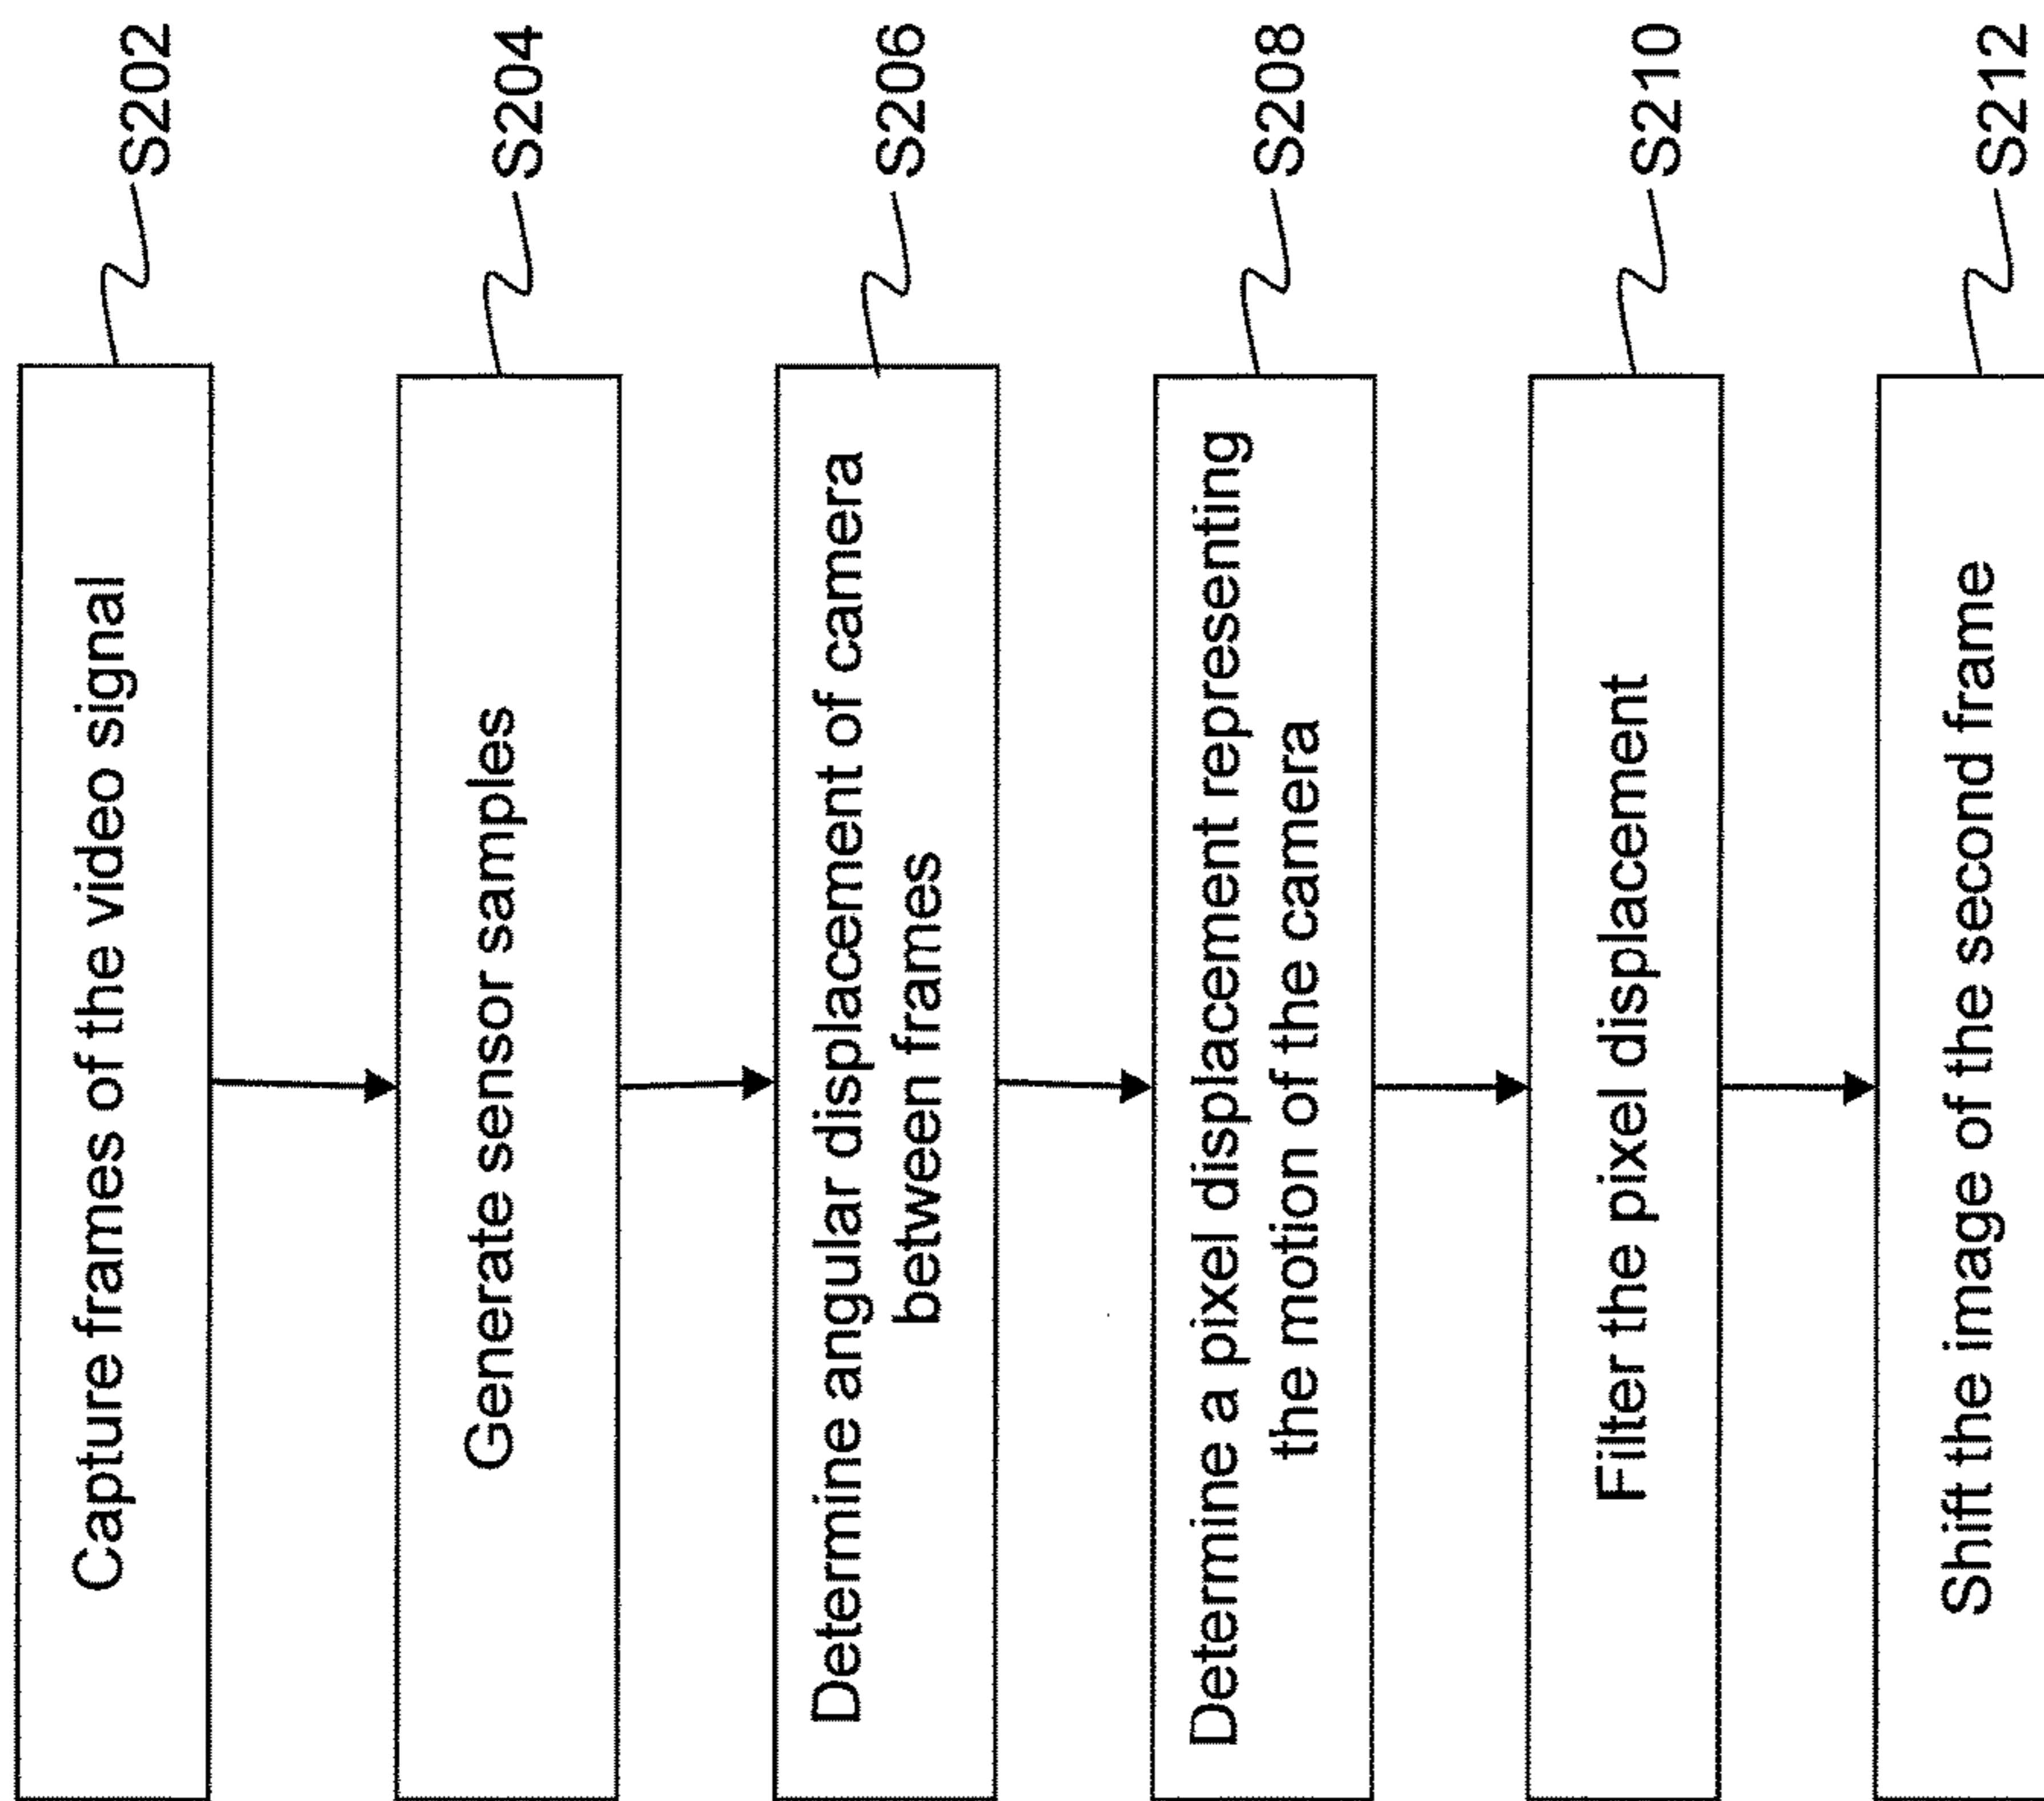 Capture frames of the video signal
S202
Generate sensor samples
S204
Determine angular displacement of camera
between frames
S206
Determine a pixel displacement representing
the motion of the camera
S208
Filter the pixel displacement
S210
Shift the image of the second frame
S212